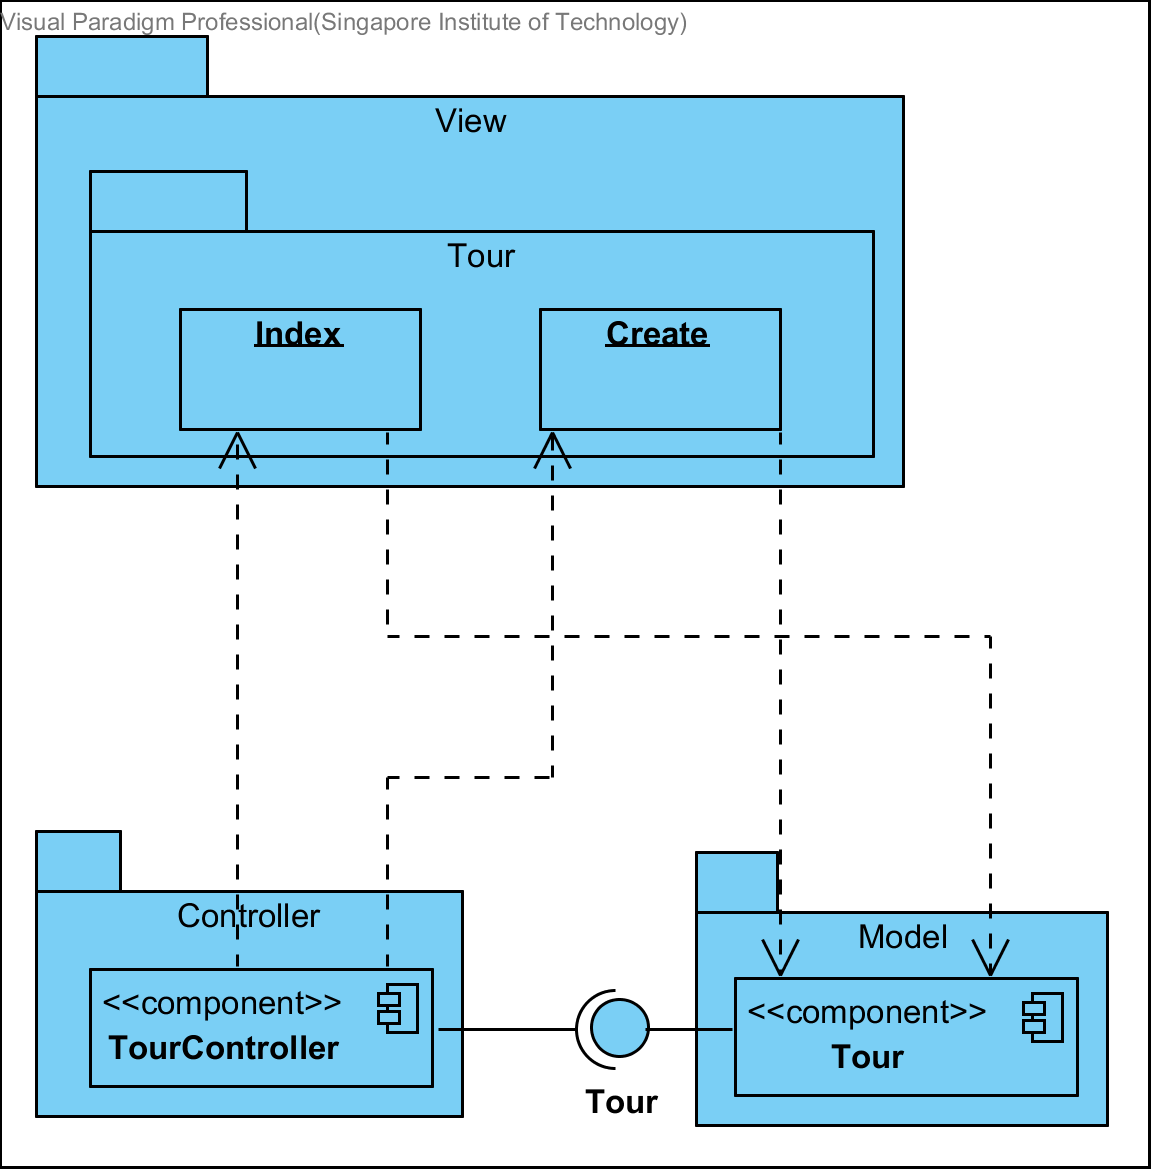 Visual Paradigm Professional(Singapore Institute of Technology)
View
Tour
Index
Create
Controller
<<component>>
TourController
Tour
Model
<<component>>
Tour